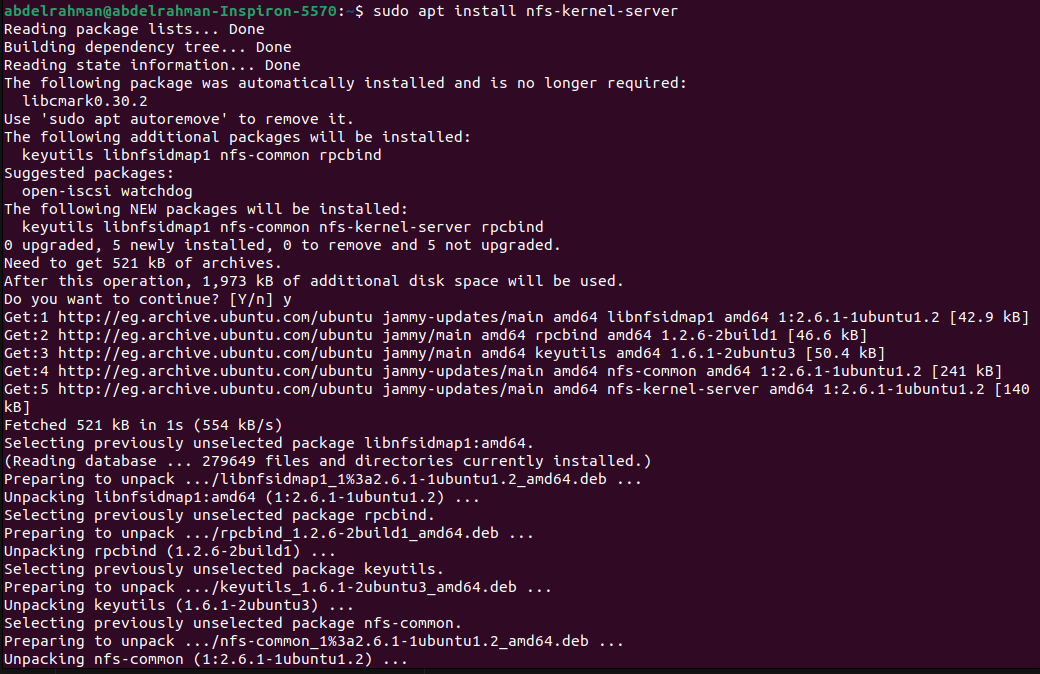 abdelrahman@abdelrahman-Inspiron-5570:~$ sudo apt install nfs-kernel-server
Reading package lists... Done
Building dependency tree... Done
Reading state information... Done
The following package was automatically installed and is no longer required:
  libcmark0.30.2
Use 'sudo apt autoremove' to remove it.
The following additional packages will be installed:
  keyutils libnfsidmap1 nfs-common rpcbind
Suggested packages:
  open-iscsi watchdog
The following NEW packages will be installed:
  keyutils libnfsidmap1 nfs-common nfs-kernel-server rpcbind
0 upgraded, 5 newly installed, 0 to remove and 5 not upgraded.
Need to get 521 kB of archives.
After this operation, 1,973 kB of additional disk space will be used.
Do you want to continue? [Y/n] y
Get:1 http://eg.archive.ubuntu.com/ubuntu jammy-updates/main amd64 libnfsidmap1 amd64 1:2.6.1-1ubuntu1.2 [42.9 kB]
Get:2 http://eg.archive.ubuntu.com/ubuntu jammy/main amd64 rpcbind amd64 1.2.6-2build1 [46.6 kB]
Get:3 http://eg.archive.ubuntu.com/ubuntu jammy/main amd64 keyutils amd64 1.6.1-2ubuntu3 [50.4 kB]
Get:4 http://eg.archive.ubuntu.com/ubuntu jammy-updates/main amd64 nfs-common amd64 1:2.6.1-1ubuntu1.2 [241 kB]
Get:5 http://eg.archive.ubuntu.com/ubuntu jammy-updates/main amd64 nfs-kernel-server amd64 1:2.6.1-1ubuntu1.2 [140
kB]
Fetched 521 kB in 1s (554 kB/s)
Selecting previously unselected package libnfsidmap1:amd64.
(Reading database ... 279649 files and directories currently installed.)
Preparing to unpack .../libnfsidmap1_1%3a2.6.1-1ubuntu1.2_amd64.deb ...
Unpacking libnfsidmap1:amd64 (1:2.6.1-1ubuntu1.2) ...
Selecting previously unselected package rpcbind.
Preparing to unpack .../rpcbind_1.2.6-2build1_amd64.deb ...
Unpacking rpcbind (1.2.6-2build1) ...
Selecting previously unselected package keyutils.
Preparing to unpack .../keyutils_1.6.1-2ubuntu3_amd64.deb ...
Unpacking keyutils (1.6.1-2ubuntu3) ...
Selecting previously unselected package nfs-common.
Preparing to unpack .../nfs-common_1%3a2.6.1-1ubuntu1.2_amd64.deb ...
Unpacking nfs-common (1:2.6.1-1ubuntu1.2) ...